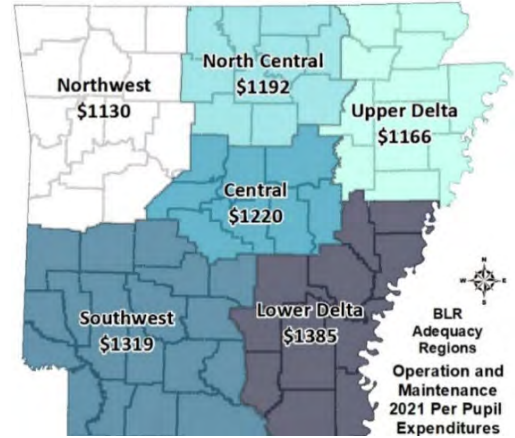 North Central
$1192
Northwest
$1130
Upper Delta
$1166
Central
$1220
Southwest
$1319
Lower Delta
$1385
N
W
E
S
BLR
Adequacy
Regions
Operation and
Maintenance
2021 Per Pupil
Expenditures